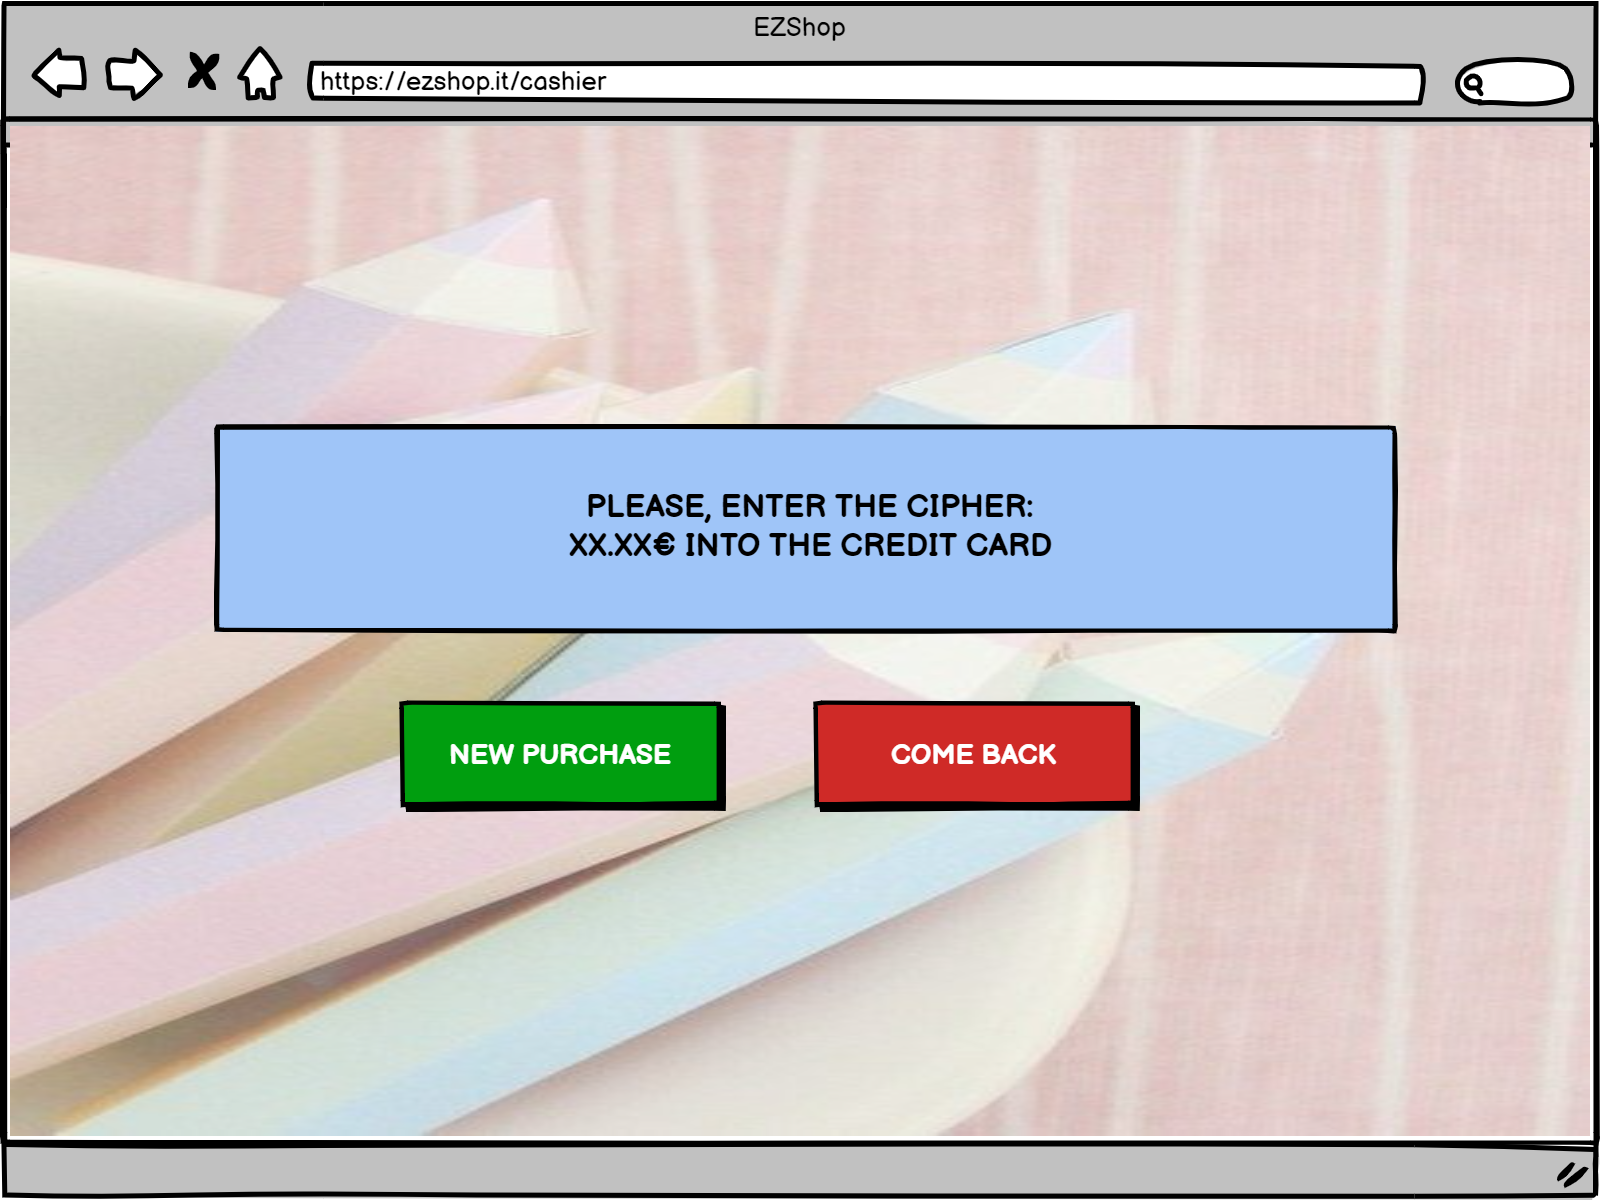 EZShop
https://ezshop.it/cashier
PLEASE, ENTER THE CIPHER:
XX.XX€ INTO THE CREDIT CARD
NEW PURCHASE
COME BACK